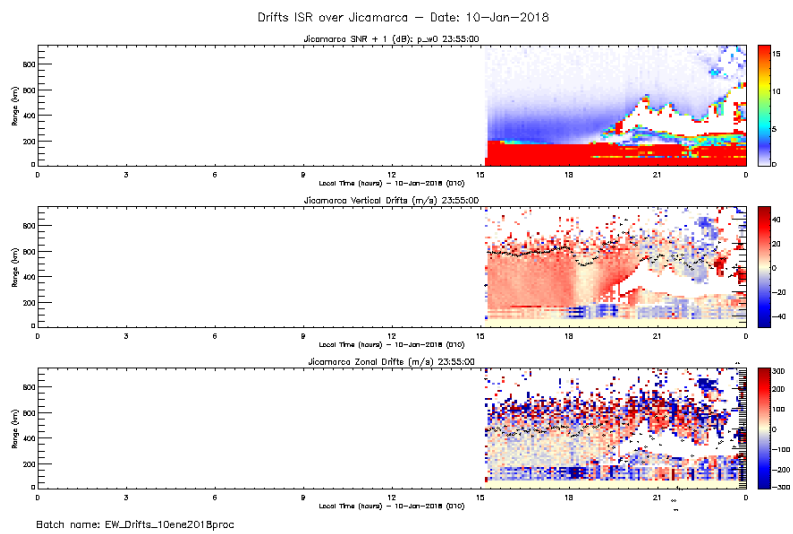 Drifts ISR over Jicamarca – Date: 10-Jan-2018
Jicamarca SNR + 1 (dB): p_w0 23:55:00
Range (km)
800
600
400
200
0
0 3 6 9 12 15 18 21 0
15
10
5
0
Local Time (hours) – 10-Jan-2018 (010)
Jicamarca Vertical Drifts (m/s) 23:55:00
Range (km)
800
600
400
200
0
0 3 6 9 12 15 18 21 0
40
20
0
-20
-40
Local Time (hours) – 10-Jan-2018 (010)
Jicamarca Zonal Drifts (m/s) 23:55:00
Range (km)
800
600
400
200
0
0 3 6 9 12 15 18 21 0
300
200
100
0
-100
-200
-300
Local Time (hours) – 10-Jan-2018 (010)
Batch name: EW_Drifts_10ene2018proc